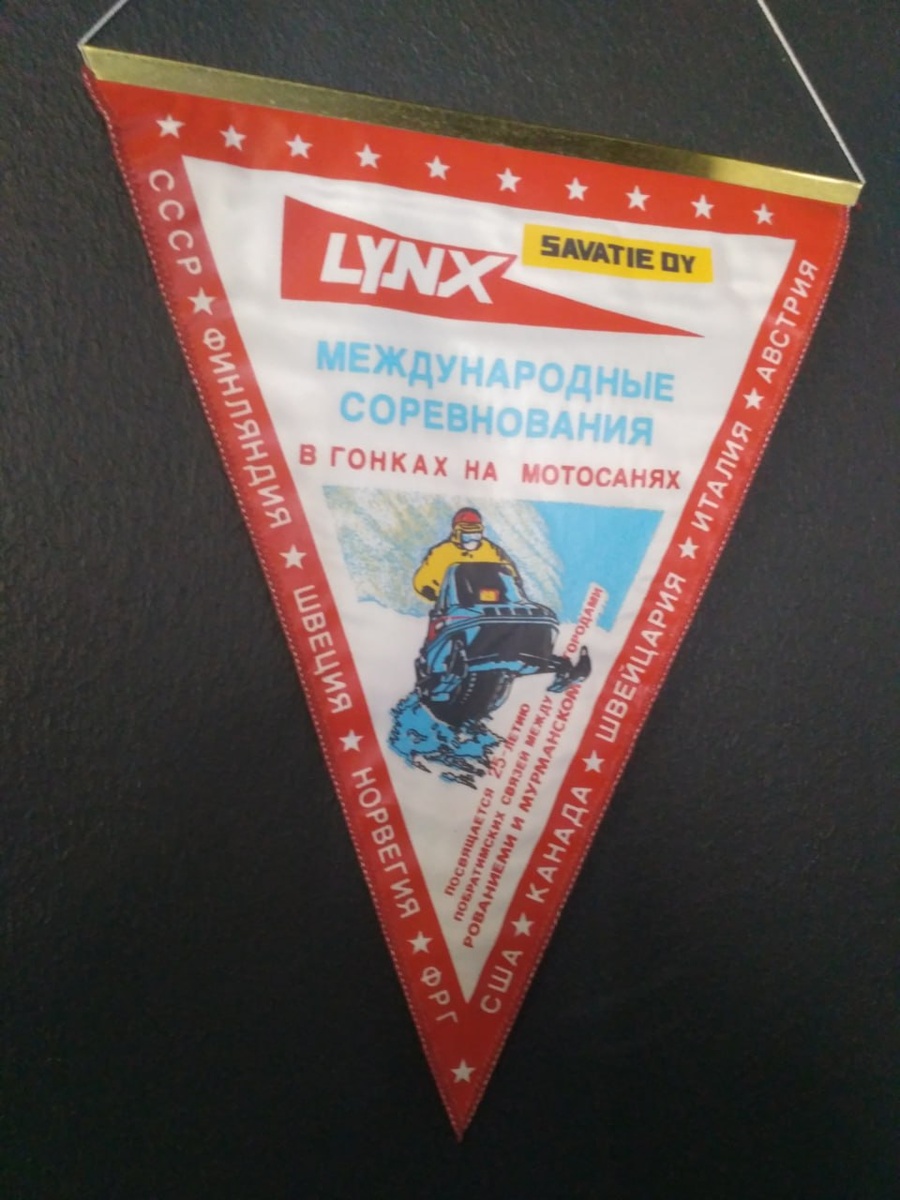 LYNX
SAVATIE OY
МЕЖДУНАРОДНЫЕ
СОРЕВНОВАНИЯ
В ГОНКАХ НА МОТОСАНЯХ
ПОСВЯЩАЕТСЯ 25-ЛЕТИЮ
ПОБРАТИМСКИХ СВЯЗЕЙ МЕЖДУ ГОРОДАМИ
РОВАНИЕМИ И МУРМАНСКОМ
СССР ★ ФИНЛЯНДИЯ ★ ШВЕЦИЯ ★ НОРВЕГИЯ ★ ФРГ
США ★ КАНАДА ★ ШВЕЙЦАРИЯ ★ ИТАЛИЯ ★ АВСТРИЯ